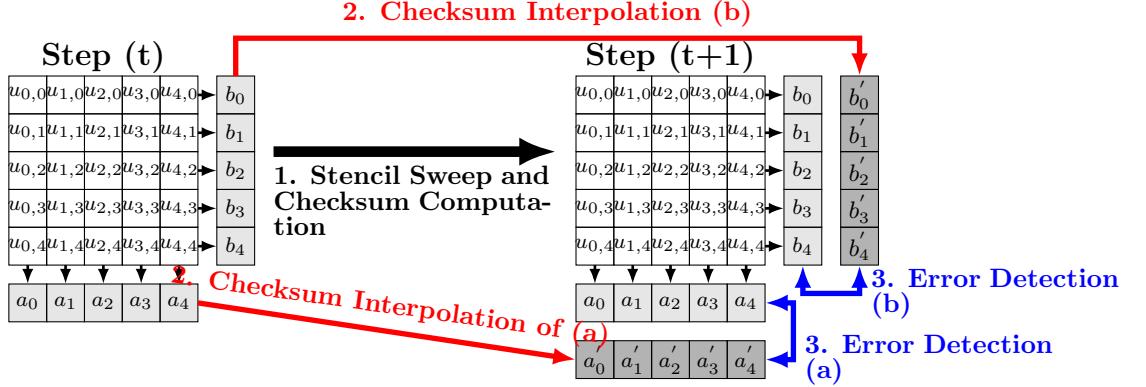 2. Checksum Interpolation (b)
Step (t) Step (t+1)
u0,0 u1,0 u2,0 u3,0 u4,0 b0 u0,0 u1,0 u2,0 u3,0 u4,0 b0 b'0
u0,1 u1,1 u2,1 u3,1 u4,1 b1 u0,1 u1,1 u2,1 u3,1 u4,1 b1 b'1
u0,2 u1,2 u2,2 u3,2 u4,2 b2 u0,2 u1,2 u2,2 u3,2 u4,2 b2 b'2
1. Stencil Sweep and
Checksum Computa-
tion
u0,3 u1,3 u2,3 u3,3 u4,3 b3 u0,3 u1,3 u2,3 u3,3 u4,3 b3 b'3
u0,4 u1,4 u2,4 u3,4 u4,4 b4 u0,4 u1,4 u2,4 u3,4 u4,4 b4 b'4
a0 a1 a2 a3 a4 a0 a1 a2 a3 a4
2. Checksum Interpolation of (a)
3. Error Detection
(b)
a'0 a'1 a'2 a'3 a'4
3. Error Detection
(a)